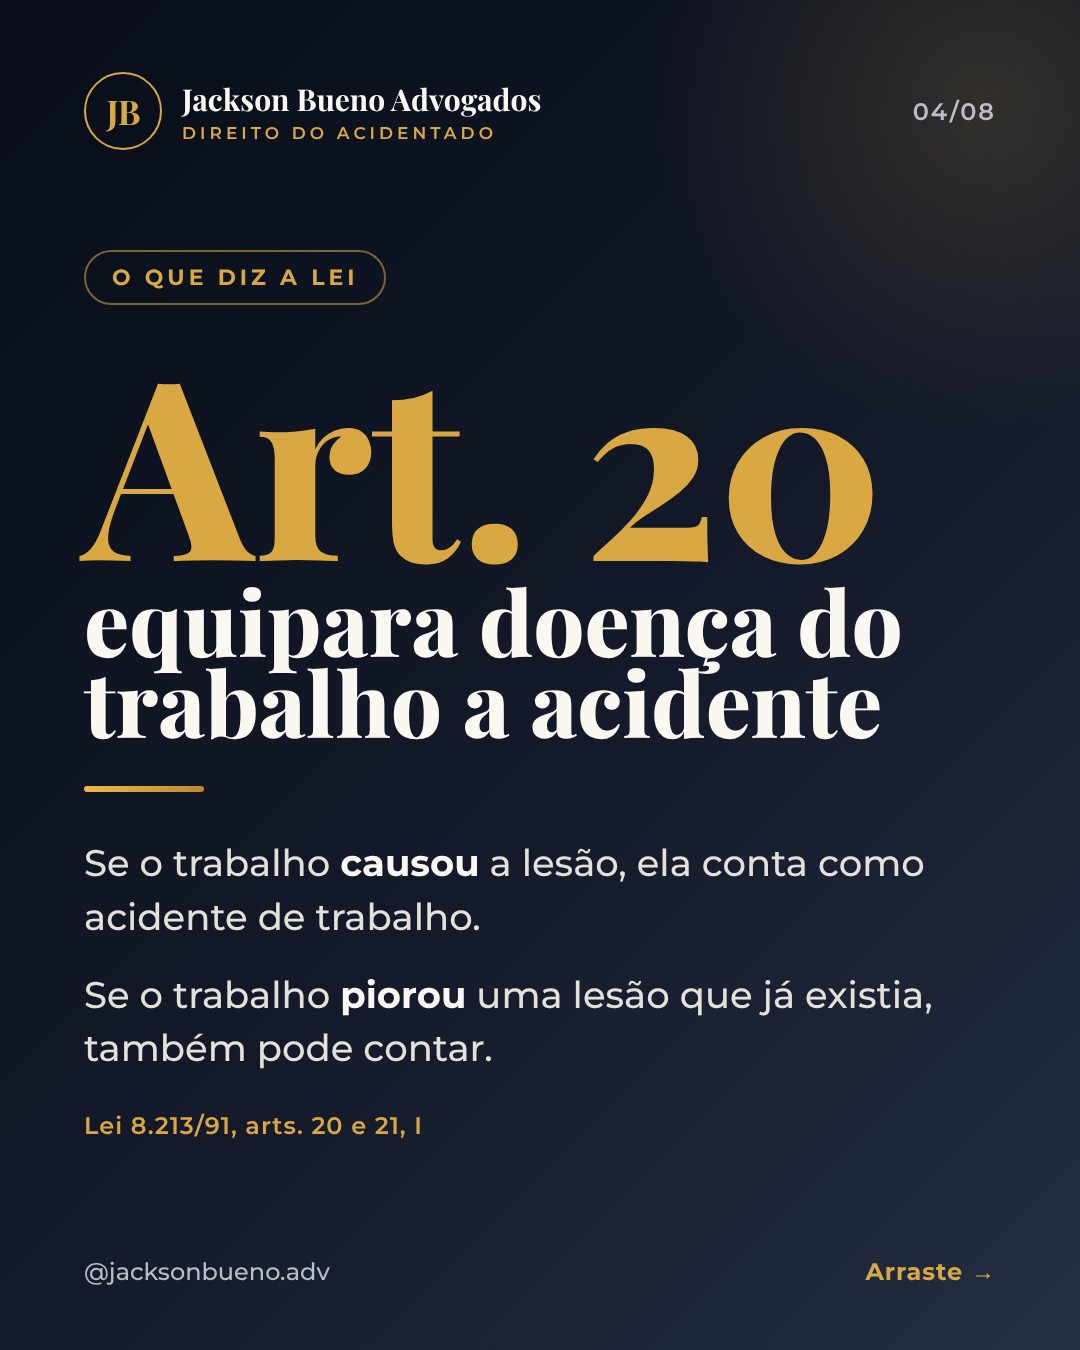 JB
Jackson Bueno Advogados
DIREITO DO ACIDENTADO
04/08
O QUE DIZ A LEI
Art. 20
equipara doença do
trabalho a acidente
Se o trabalho causou a lesão, ela conta como
acidente de trabalho.
Se o trabalho piorou uma lesão que já existia,
também pode contar.
Lei 8.213/91, arts. 20 e 21, I
@jacksonbueno.adv
Arraste →